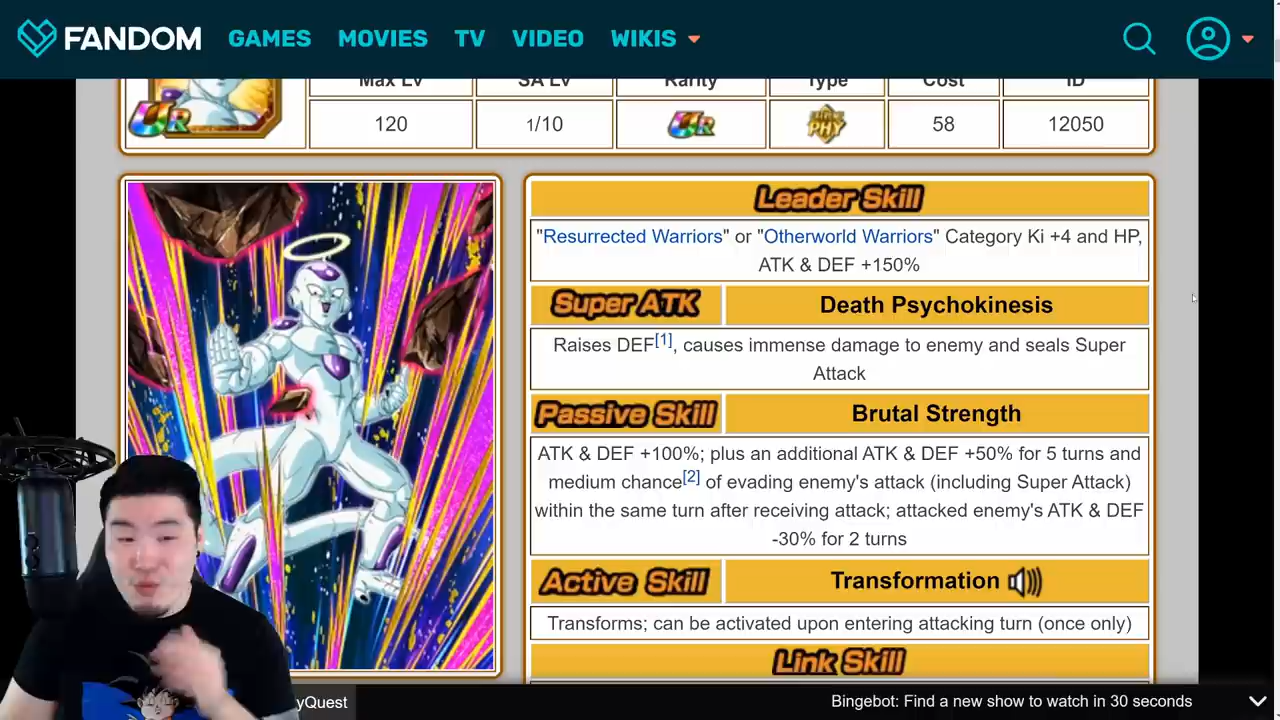 FANDOM GAMES MOVIES TV VIDEO WIKIS
Max LV SA LV Rarity Type Cost ID
UR 120 1/10 UR EXTREME PHY 58 12050
Leader Skill
"Resurrected Warriors" or "Otherworld Warriors" Category Ki +4 and HP,
ATK & DEF +150%
Super ATK Death Psychokinesis
Raises DEF[1], causes immense damage to enemy and seals Super
Attack
Passive Skill Brutal Strength
ATK & DEF +100%; plus an additional ATK & DEF +50% for 5 turns and
medium chance[2] of evading enemy's attack (including Super Attack)
within the same turn after receiving attack; attacked enemy's ATK & DEF
-30% for 2 turns
Active Skill Transformation
Transforms; can be activated upon entering attacking turn (once only)
Link Skill
yQuest Bingebot: Find a new show to watch in 30 seconds